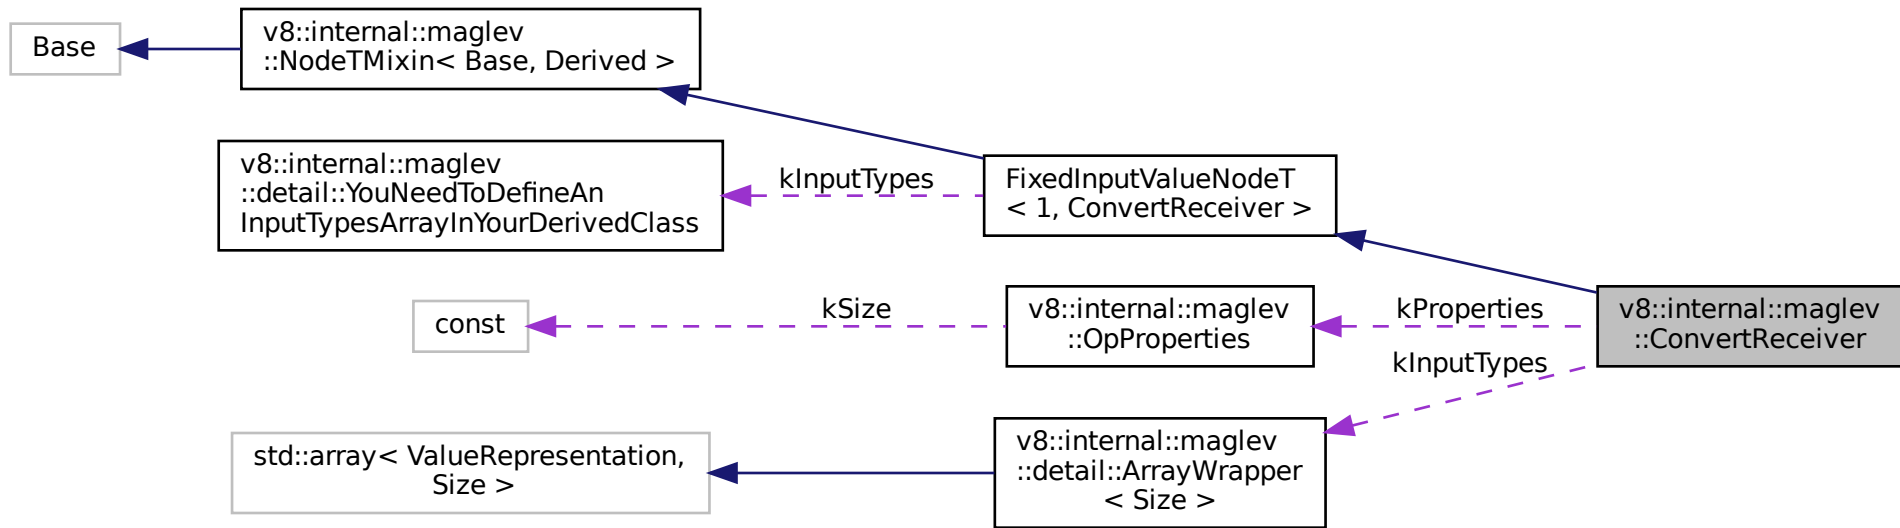 Base
v8::internal::maglev
::NodeTMixin< Base, Derived >
v8::internal::maglev
::detail::YouNeedToDefineAn
InputTypesArrayInYourDerivedClass
kInputTypes
FixedInputValueNodeT
< 1, ConvertReceiver >
const
kSize
v8::internal::maglev
::OpProperties
kProperties
v8::internal::maglev
::ConvertReceiver
kInputTypes
std::array< ValueRepresentation,
Size >
v8::internal::maglev
::detail::ArrayWrapper
< Size >